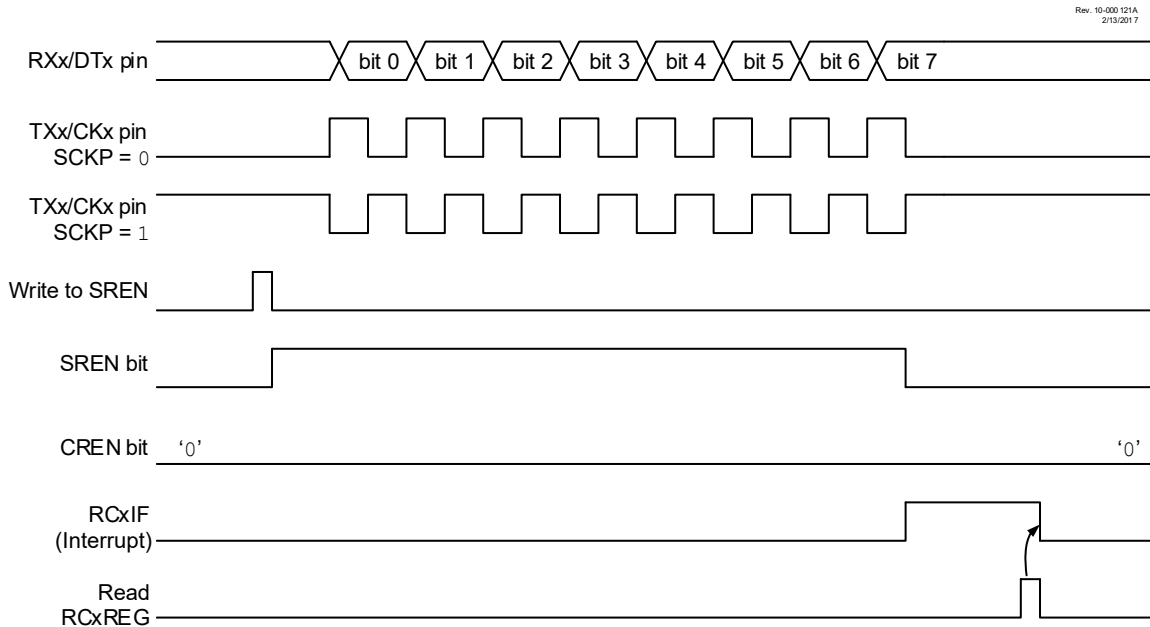 Rev. 10-000 121A
2/13/2017
RXx/DTx pin
bit 0 bit 1 bit 2 bit 3 bit 4 bit 5 bit 6 bit 7
TXx/CKx pin
SCKP = 0
TXx/CKx pin
SCKP = 1
Write to SREN
SREN bit
CREN bit ‘0’ ‘0’
RCxIF
(Interrupt)
Read
RCxREG